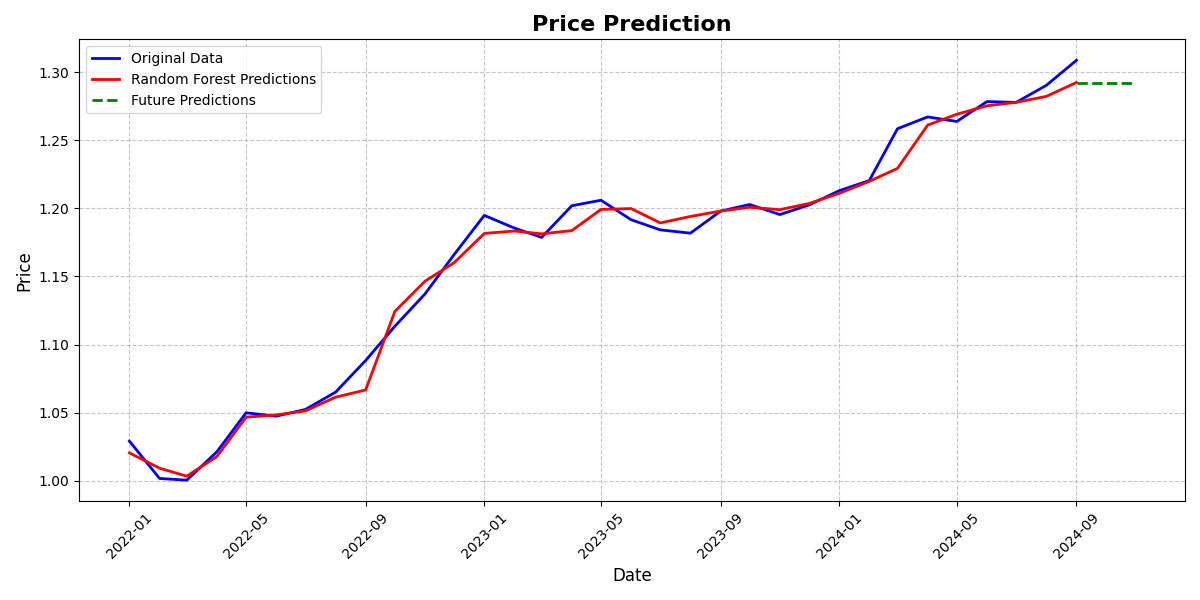 Price Prediction
Original Data
Random Forest Predictions
Future Predictions
Price
1.30
1.25
1.20
1.15
1.10
1.05
1.00
2022-01
2022-05
2022-09
2023-01
2023-05
2023-09
2024-01
2024-05
2024-09
Date